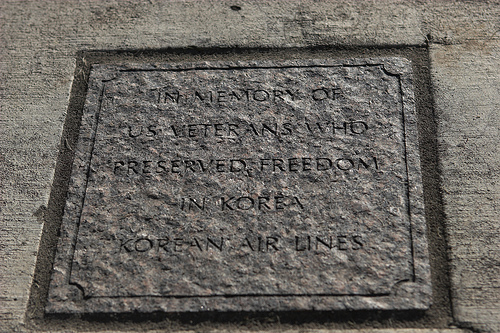 IN MEMORY OF
US VETERANS WHO
PRESERVED FREEDOM
IN KOREA
KOREAN AIR LINES